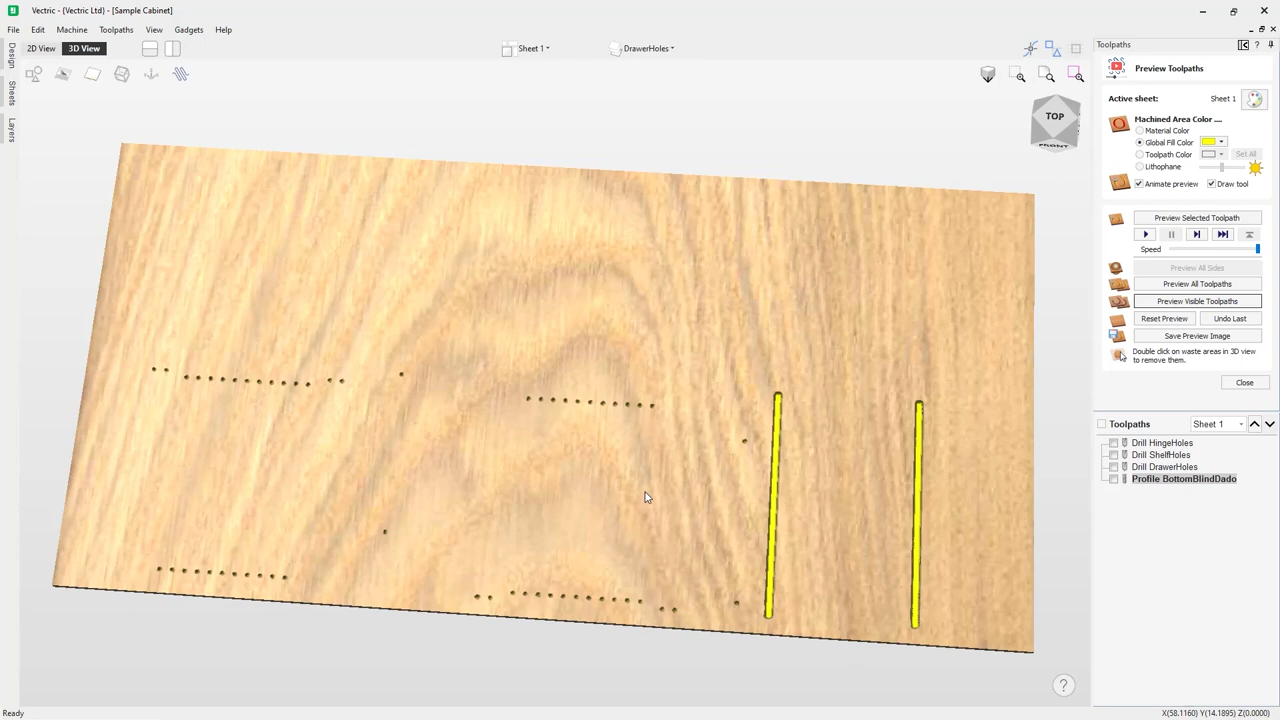 Vectric - {Vectric Ltd} - [Sample Cabinet]
File Edit Machine Toolpaths View Gadgets Help
2D View 3D View Sheet 1 DrawerHoles
Design
Sheets
Layers
TOP
FRONT
Toolpaths ?
Preview Toolpaths
Active sheet: Sheet 1
Machined Area Color ....
Material Color
Global Fill Color
Toolpath Color Set All
Lithophane
Animate preview Draw tool
Preview Selected Toolpath
Speed
Preview All Sides
Preview All Toolpaths
Preview Visible Toolpaths
Reset Preview Undo Last
Save Preview Image
Double click on waste areas in 3D view
to remove them.
Close
Toolpaths Sheet 1
Drill HingeHoles
Drill ShelfHoles
Drill DrawerHoles
Profile BottomBlindDado
?
Ready X(58.1160) Y(14.1895) Z(0.0000)